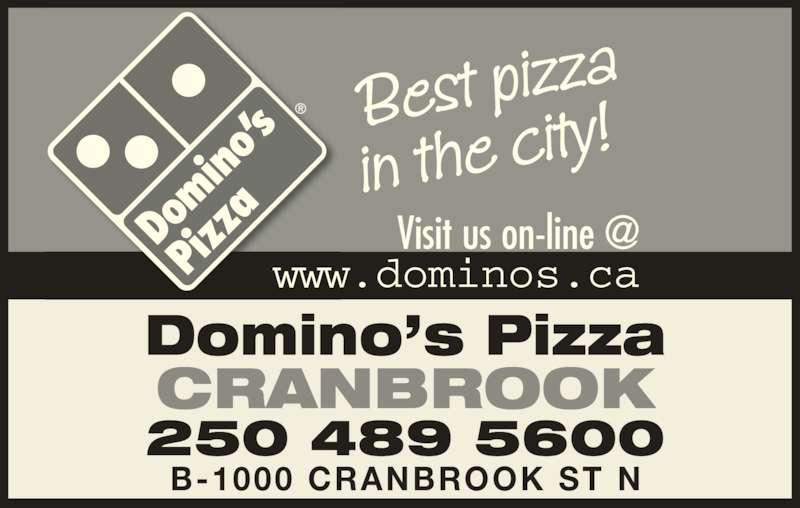 Domino's
Pizza
®
Best pizza
in the city!
Visit us on-line @
www.dominos.ca
Domino's Pizza
CRANBROOK
250 489 5600
B-1000 CRANBROOK ST N